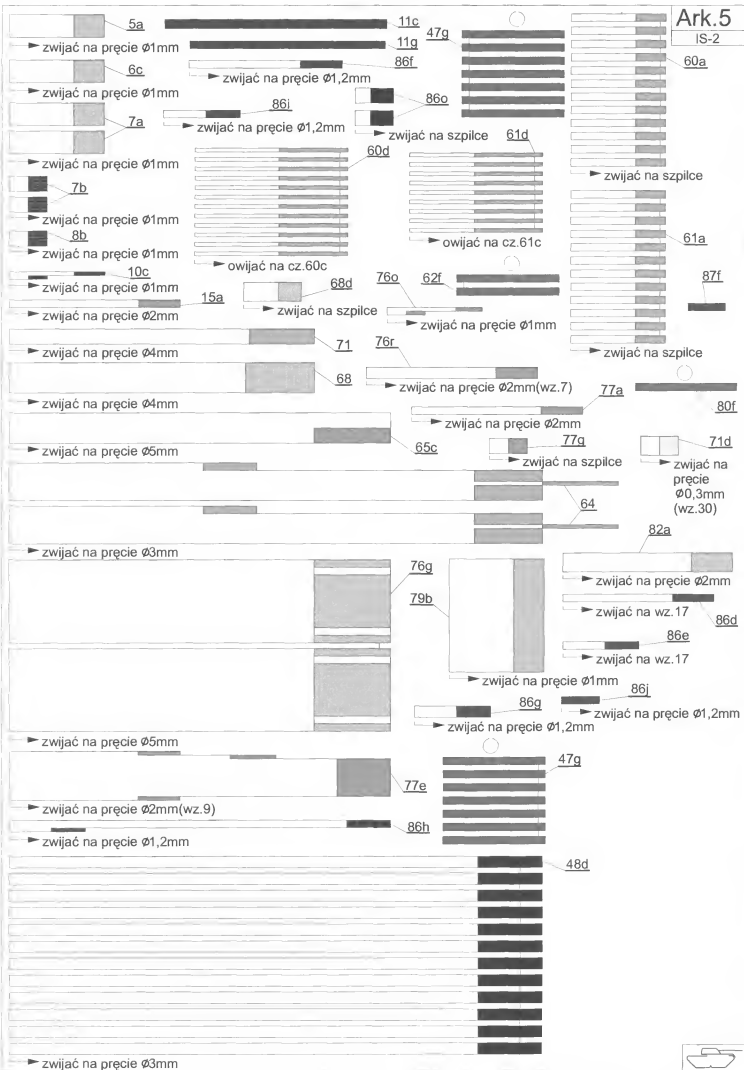 Ark.5
IS-2
5a
zwijać na pręcie Ø1mm
11c
11g
47g
60a
6c
zwijać na pręcie Ø1mm
86f
zwijać na pręcie Ø1,2mm
7a
zwijać na pręcie Ø1mm
86i
zwijać na pręcie Ø1,2mm
86o
zwijać na szpilce
60d
61d
zwijać na szpilce
7b
zwijać na pręcie Ø1mm
8b
zwijać na pręcie Ø1mm
owijać na cz.60c
owijać na cz.61c
61a
10c
zwijać na pręcie Ø1mm
15a
zwijać na pręcie Ø2mm
68d
zwijać na szpilce
76o
62f
zwijać na pręcie Ø1mm
87f
71
zwijać na pręcie Ø4mm
76r
zwijać na pręcie Ø2mm(wz.7)
zwijać na szpilce
68
zwijać na pręcie Ø4mm
77a
zwijać na pręcie Ø2mm
80f
65c
zwijać na pręcie Ø5mm
77g
zwijać na szpilce
71d
zwijać na
pręcie
Ø0,3mm
(wz.30)
64
zwijać na pręcie Ø3mm
82a
zwijać na pręcie Ø2mm
76g
79b
zwijać na wz.17
86d
86e
zwijać na wz.17
zwijać na pręcie Ø1mm
86g
zwijać na pręcie Ø1,2mm
86j
zwijać na pręcie Ø1,2mm
zwijać na pręcie Ø5mm
77e
zwijać na pręcie Ø2mm(wz.9)
47g
86h
zwijać na pręcie Ø1,2mm
48d
zwijać na pręcie Ø3mm